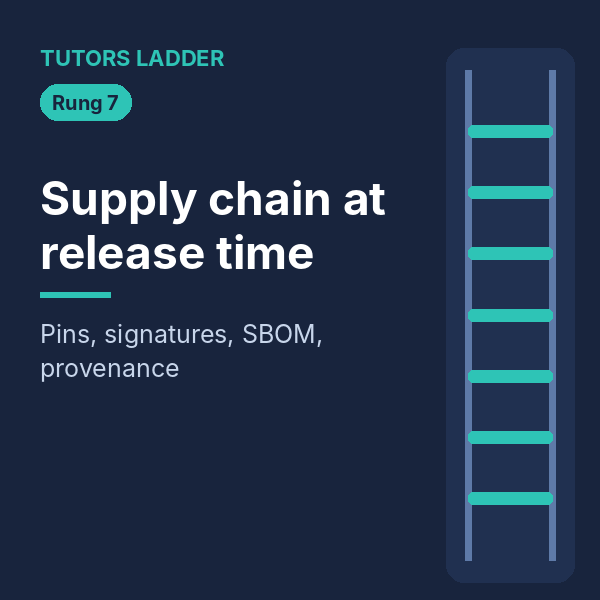 TUTORS LADDER
Rung 7
Supply chain at
release time
Pins, signatures, SBOM,
provenance